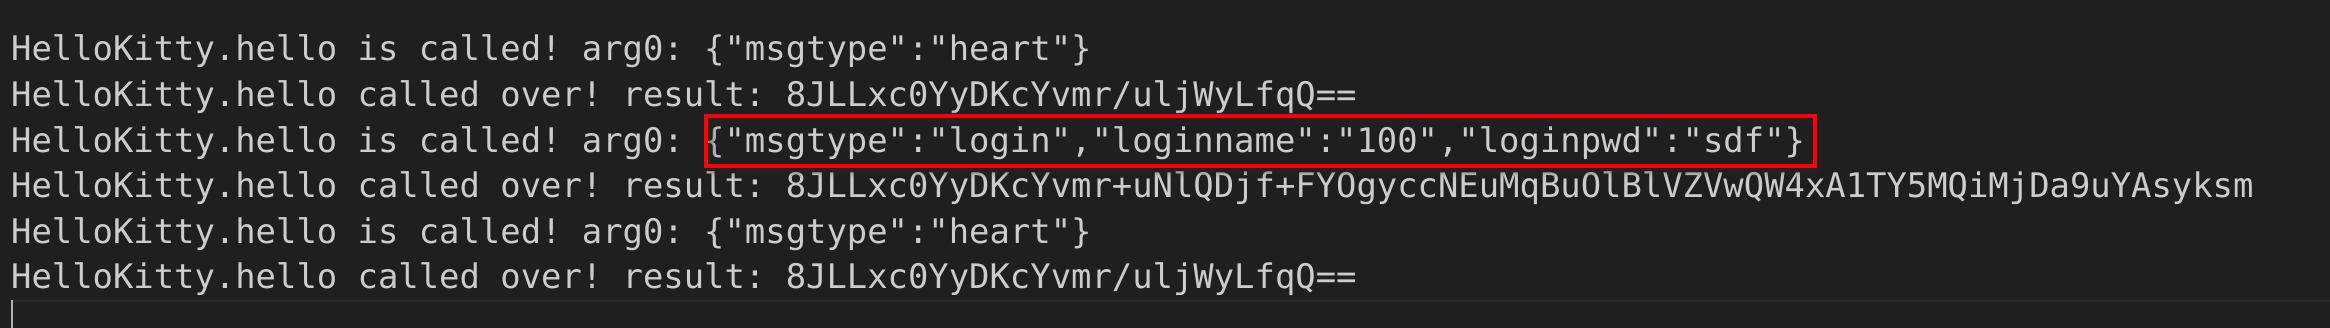 HelloKitty.hello is called! arg0: {"msgtype":"heart"}
HelloKitty.hello called over! result: 8JLLxc0YyDKcYvmr/uljWyLfqQ==
HelloKitty.hello is called! arg0: {"msgtype":"login","loginname":"100","loginpwd":"sdf"}
HelloKitty.hello called over! result: 8JLLxc0YyDKcYvmr+uNlQDjf+FYOgyccNEuMqBuOlBlVZVwQW4xA1TY5MQiMjDa9uYAsyksm
HelloKitty.hello is called! arg0: {"msgtype":"heart"}
HelloKitty.hello called over! result: 8JLLxc0YyDKcYvmr/uljWyLfqQ==